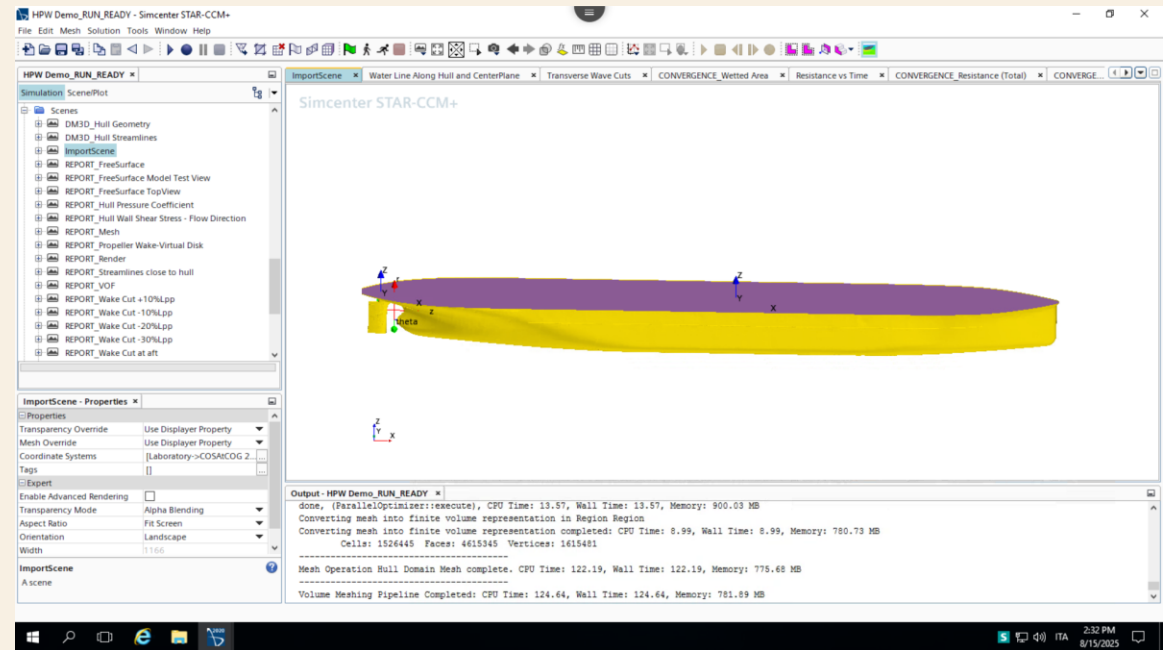 HPW Demo_RUN_READY - Simcenter STAR-CCM+
File Edit Mesh Solution Tools Window Help
HPW Demo_RUN_READY
ImportScene
Water Line Along Hull and CenterPlane
Transverse Wave Cuts
CONVERGENCE_Wetted Area
Resistance vs Time
CONVERGENCE_Resistance (Total)
CONVERGE...
Simulation Scene/Plot
Simcenter STAR-CCM+
Scenes
DM3D_Hull Geometry
DM3D_Hull Streamlines
ImportScene
REPORT_FreeSurface
REPORT_FreeSurface Model Test View
REPORT_FreeSurface TopView
REPORT_Hull Pressure Coefficient
REPORT_Hull Wall Shear Stress - Flow Direction
REPORT_Mesh
REPORT_Propeller Wake-Virtual Disk
REPORT_Render
REPORT_Streamlines close to hull
REPORT_VOF
REPORT_Wake Cut +10%Lpp
REPORT_Wake Cut -10%Lpp
REPORT_Wake Cut -20%Lpp
REPORT_Wake Cut -30%Lpp
REPORT_Wake Cut at aft
Z
r
Y
X
z
theta
Z
Y
X
Z
Y
X
ImportScene - Properties
Properties
Transparency Override Use Displayer Property
Mesh Override Use Displayer Property
Coordinate Systems [Laboratory->COSAtCOG 2...
Tags []
Expert
Enable Advanced Rendering
Transparency Mode Alpha Blending
Aspect Ratio Fit Screen
Orientation Landscape
Width 1166
ImportScene
A scene
Output - HPW Demo_RUN_READY
done, (ParallelOptimizer::execute), CPU Time: 13.57, Wall Time: 13.57, Memory: 900.03 MB
Converting mesh into finite volume representation in Region Region
Converting mesh into finite volume representation completed: CPU Time: 8.99, Wall Time: 8.99, Memory: 780.73 MB
Cells: 1526445 Faces: 4615345 Vertices: 1615481
----------------------------------------
Mesh Operation Hull Domain Mesh complete. CPU Time: 122.19, Wall Time: 122.19, Memory: 775.68 MB
----------------------------------------
Volume Meshing Pipeline Completed: CPU Time: 124.64, Wall Time: 124.64, Memory: 781.89 MB
S
ITA
2:32 PM
8/15/2025